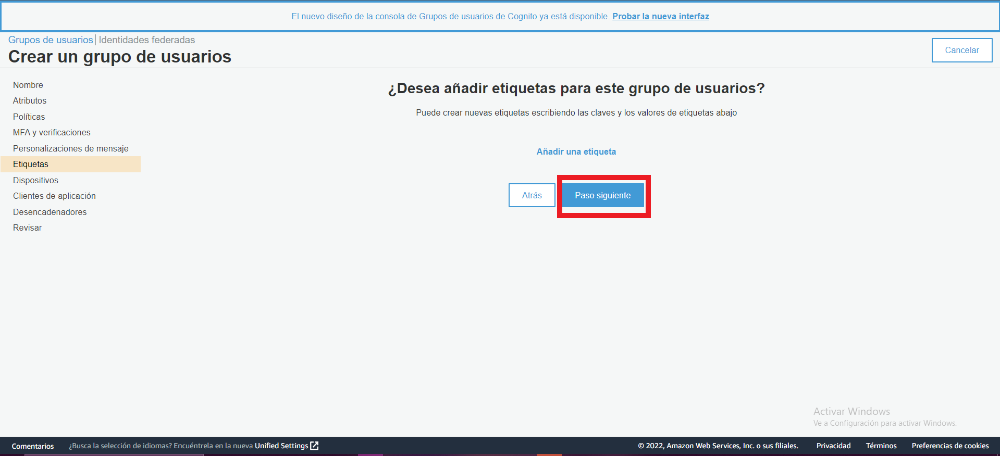 El nuevo diseño de la consola de Grupos de usuarios de Cognito ya está disponible. Probar la nueva interfaz
Grupos de usuarios Identidades federadas
Crear un grupo de usuarios
Cancelar
Nombre
Atributos
Políticas
MFA y verificaciones
Personalizaciones de mensaje
Etiquetas
Dispositivos
Clientes de aplicación
Desencadenadores
Revisar
¿Desea añadir etiquetas para este grupo de usuarios?
Puede crear nuevas etiquetas escribiendo las claves y los valores de etiquetas abajo
Añadir una etiqueta
Atrás Paso siguiente
Activar Windows
Ve a Configuración para activar Windows.
Comentarios ¿Busca la selección de idiomas? Encuéntrela en la nueva Unified Settings © 2022, Amazon Web Services, Inc. o sus filiales. Privacidad Términos Preferencias de cookies